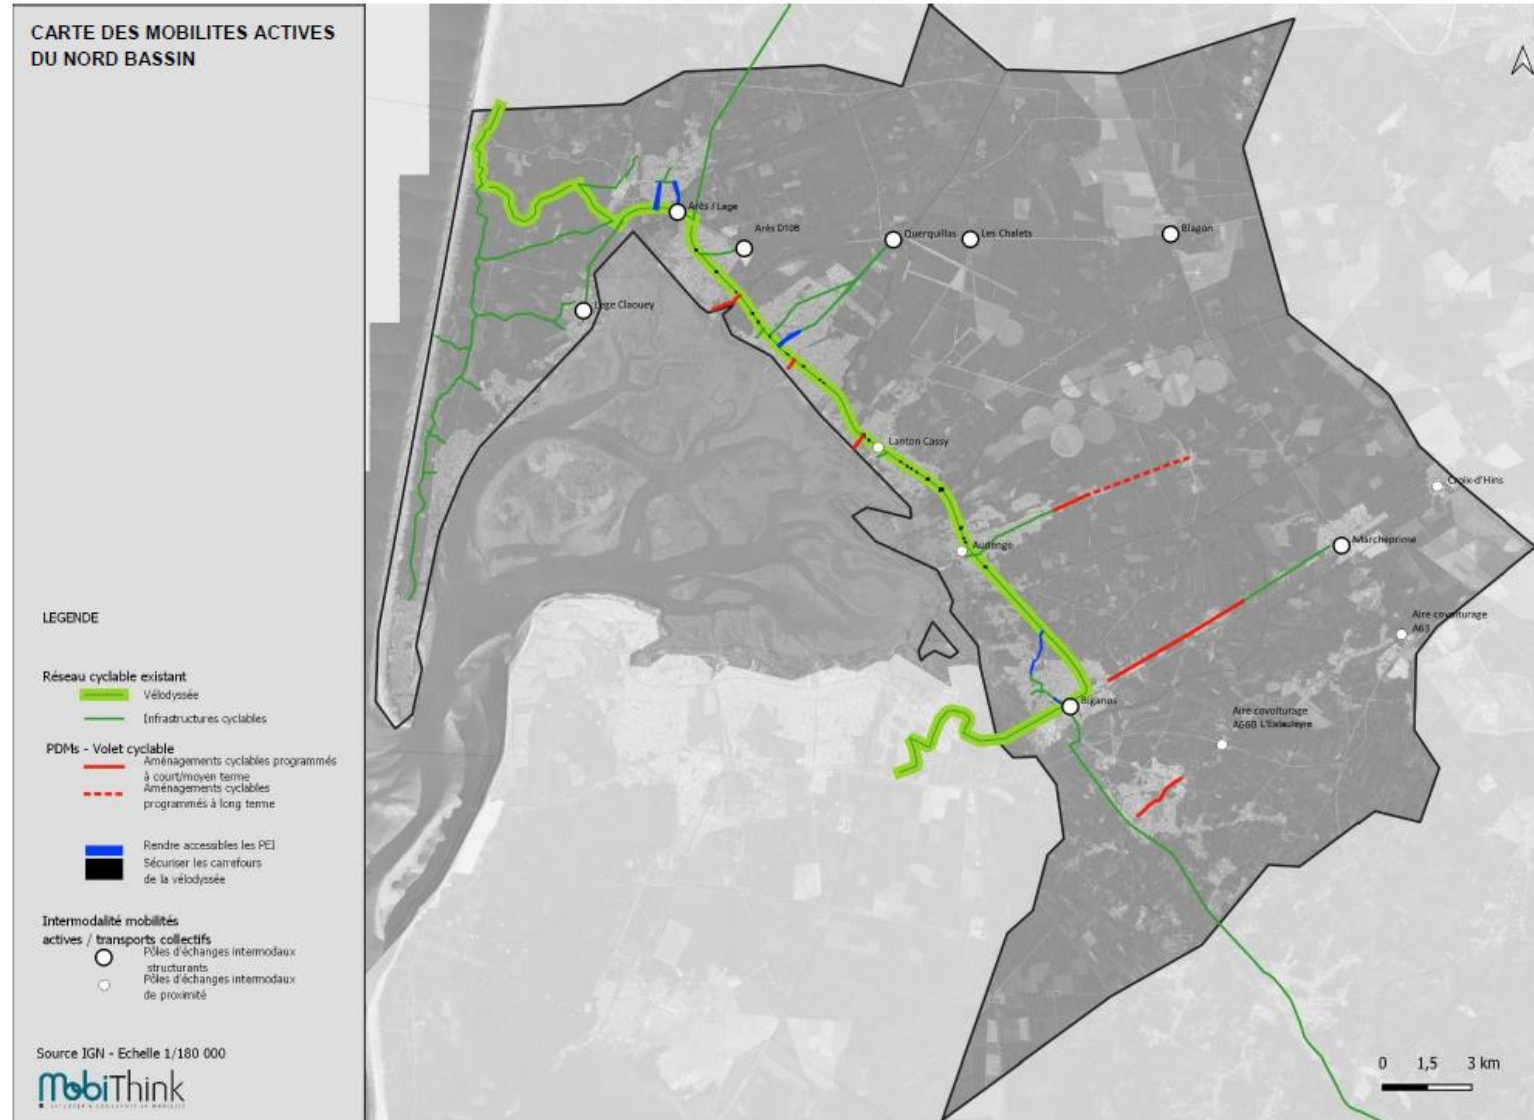 CARTE DES MOBILITES ACTIVES
DU NORD BASSIN
LEGENDE
Réseau cyclable existant
Vélodyssée
Infrastructures cyclables
PDMs - Volet cyclable
Aménagements cyclables programmés
à court/moyen terme
Aménagements cyclables
programmés à long terme
Rendre accessibles les PEI
Sécuriser les carrefours
de la vélodyssée
Intermodalité mobilités
actives / transports collectifs
Pôles d'échanges intermodaux
structurants
Pôles d'échanges intermodaux
de proximité
Source IGN - Echelle 1/180 000
MobiThink
Arès / Lege
Arès D106
Querquillas
Les Chalets
Blagon
Lege Claouey
Lanton Cassy
Croix-d'Hins
Audenge
Marcheprime
Aire covoiturage
A63
Biganos
Aire covoiturage
A660 L'Estauleyre
0 1,5 3 km